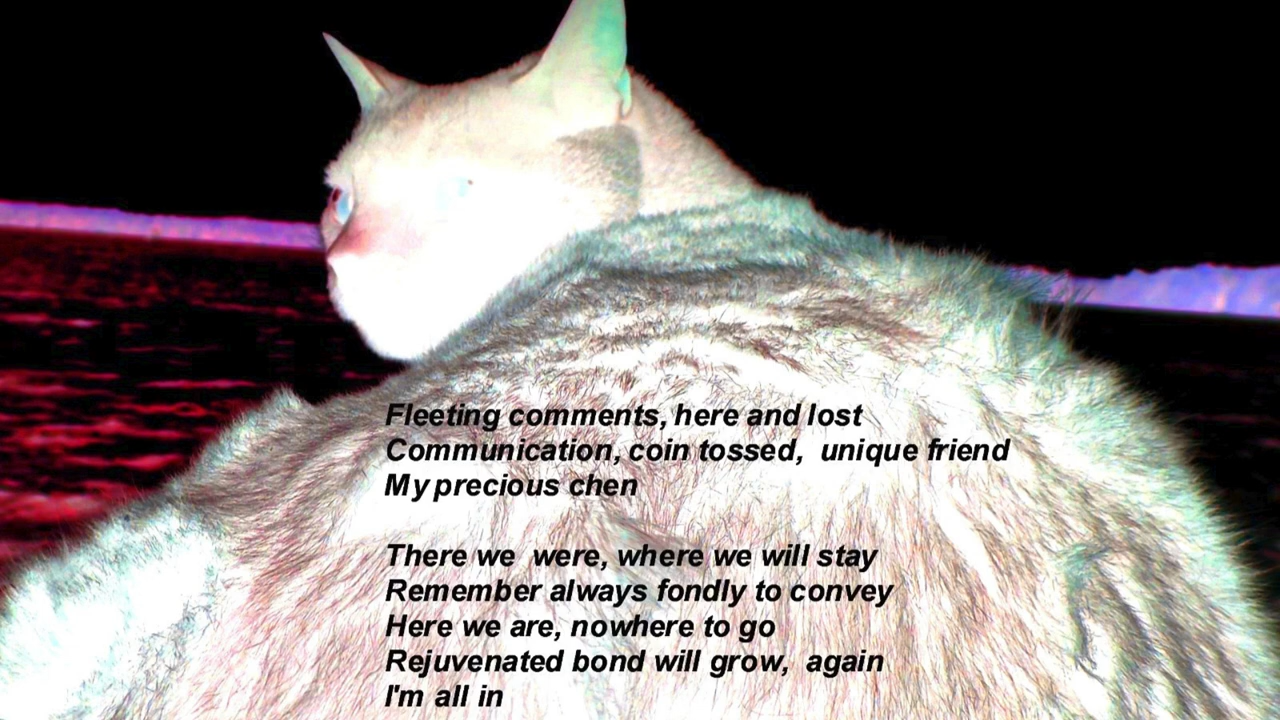 Fleeting comments, here and lost
Communication, coin tossed,  unique friend
My precious chen
There we  were, where we will stay
Remember always fondly to convey
Here we are, nowhere to go
Rejuvenated bond will grow,  again
I'm all in